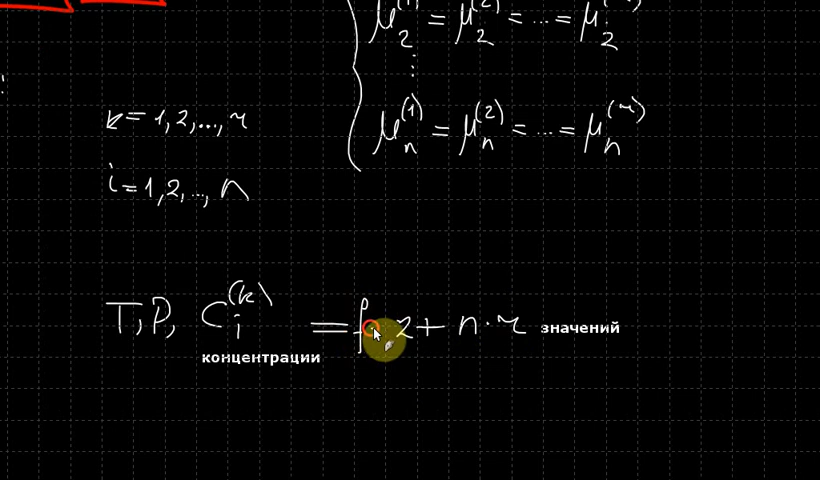 μ₂⁽¹⁾ = μ₂⁽²⁾ = ... = μ₂⁽ʳ⁾
⋮
k = 1,2,..., r
μₙ⁽¹⁾ = μₙ⁽²⁾ = ... = μₙ⁽ʳ⁾
i = 1,2,.., n
T, P, Cᵢ⁽ᵏ⁾ = 2 + n · r значений
концентрации